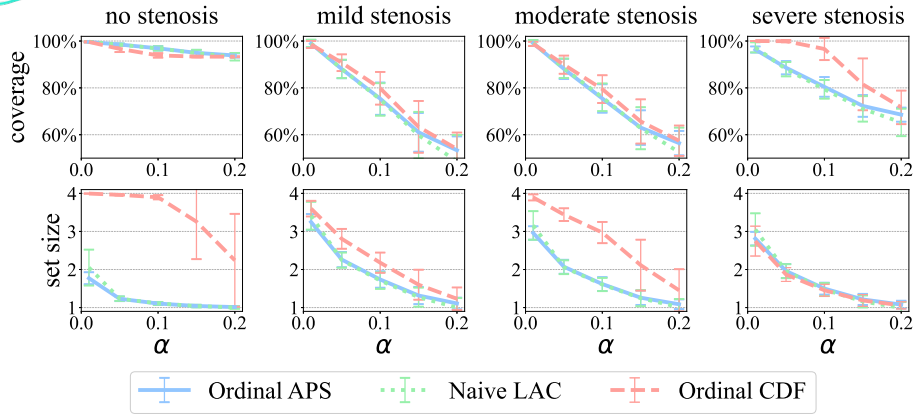 no stenosis mild stenosis moderate stenosis severe stenosis
coverage
100% 100% 100% 100%
80% 80% 80% 80%
60% 60% 60% 60%
0.0 0.1 0.2 0.0 0.1 0.2 0.0 0.1 0.2 0.0 0.1 0.2
set size
4 4 4 4
3 3 3 3
2 2 2 2
1 1 1 1
0.0 0.1 0.2 0.0 0.1 0.2 0.0 0.1 0.2 0.0 0.1 0.2
α α α α
Ordinal APS Naive LAC Ordinal CDF